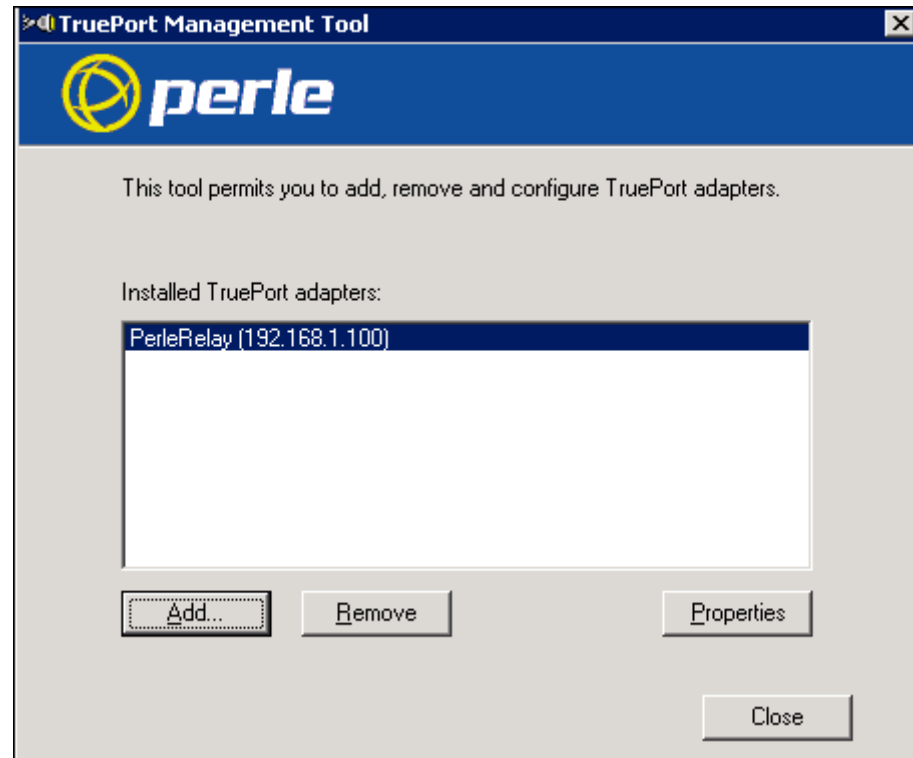 TruePort Management Tool
perle
This tool permits you to add, remove and configure TruePort adapters.
Installed TruePort adapters:
PerleRelay (192.168.1.100)
Add... Remove Properties
Close